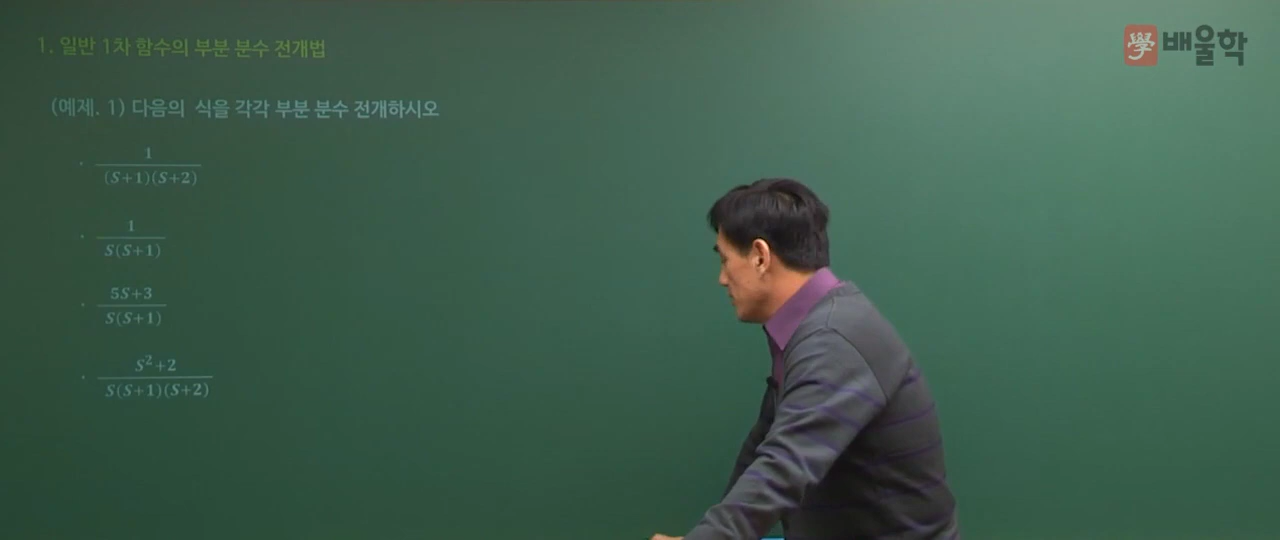 1. 일반 1차 함수의 부분 분수 전개법
學 배울학
(예제. 1) 다음의 식을 각각 부분 분수 전개하시오
· 1
(S+1)(S+2)
· 1
S(S+1)
· 5S+3
S(S+1)
· S²+2
S(S+1)(S+2)